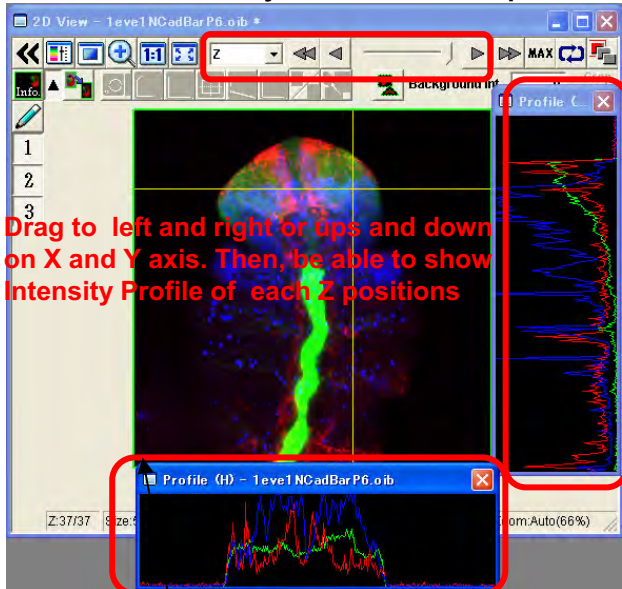 2D View - 1eve1NCadBarP6.oib *
1:1
Z
MAX
Info.
Background Int
Profile (...
1
2
3
Drag to left and right or ups and down
on X and Y axis. Then, be able to show
Intensity Profile of each Z positions
Profile (H) - 1eve1NCadBarP6.oib
Z:37/37
Size:
om:Auto(66%)